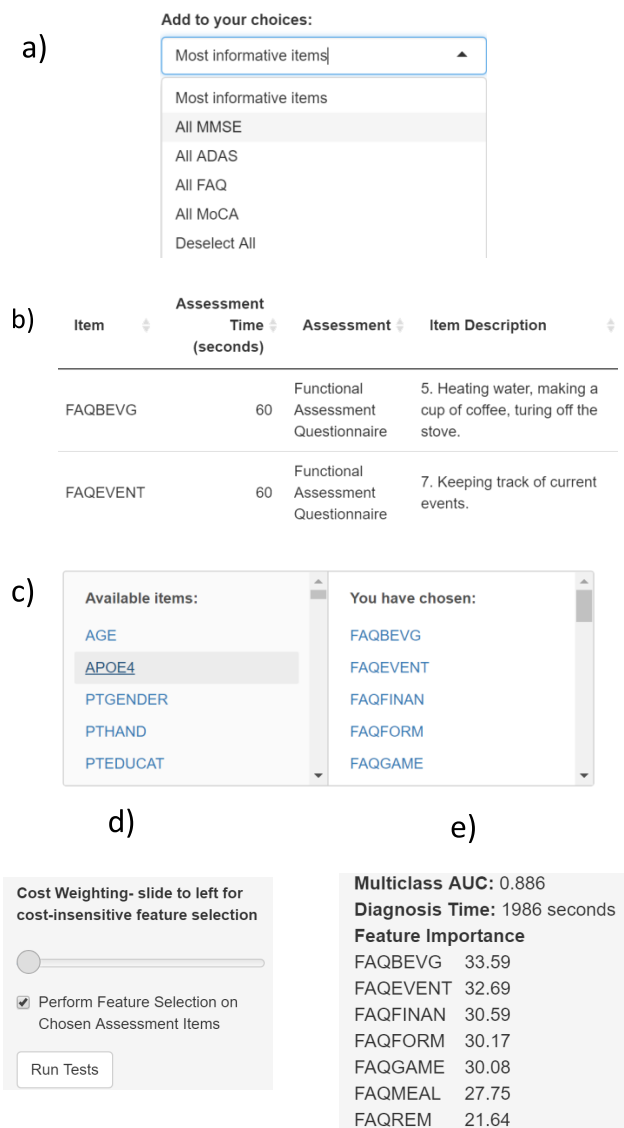 a)
Add to your choices:
Most informative items
Most informative items
All MMSE
All ADAS
All FAQ
All MoCA
Deselect All
b)
Item
Assessment
Time
(seconds)
Assessment
Item Description
FAQBEVG
60
Functional
Assessment
Questionnaire
5. Heating water, making a
cup of coffee, turing off the
stove.
FAQEVENT
60
Functional
Assessment
Questionnaire
7. Keeping track of current
events.
c)
Available items:
AGE
APOE4
PTGENDER
PTHAND
PTEDUCAT
You have chosen:
FAQBEVG
FAQEVENT
FAQFINAN
FAQFORM
FAQGAME
d)
Cost Weighting- slide to left for
cost-insensitive feature selection
Perform Feature Selection on
Chosen Assessment Items
Run Tests
e)
Multiclass AUC: 0.886
Diagnosis Time: 1986 seconds
Feature Importance
FAQBEVG 33.59
FAQEVENT 32.69
FAQFINAN 30.59
FAQFORM 30.17
FAQGAME 30.08
FAQMEAL 27.75
FAQREM 21.64